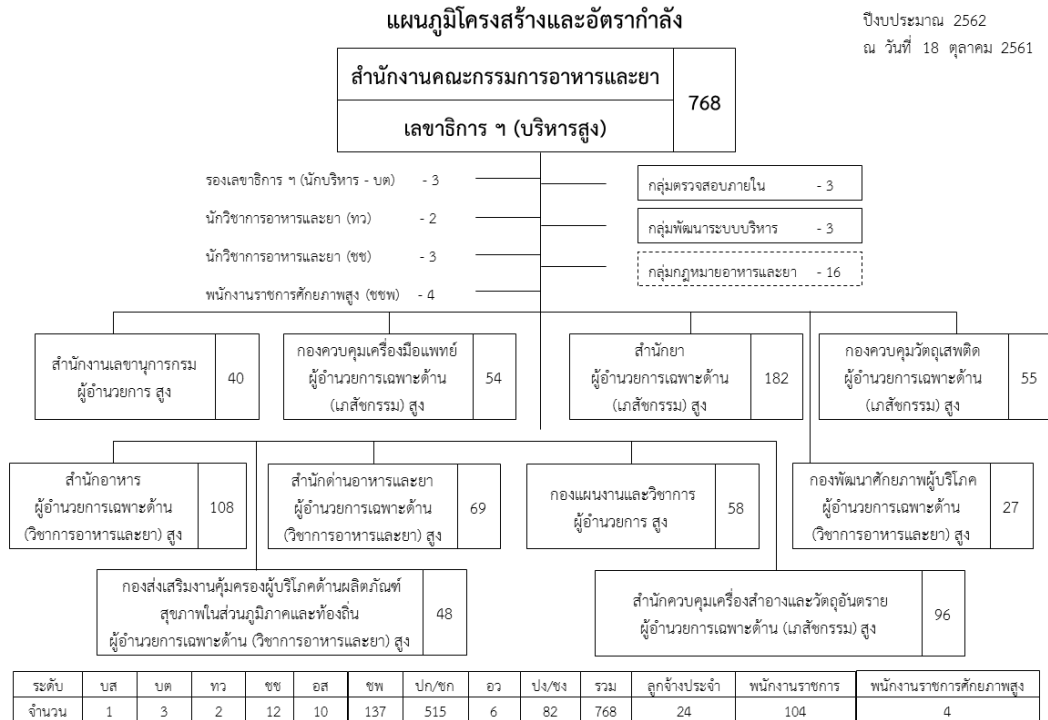 แผนภูมิโครงสร้างและอัตรากำลัง
ปีงบประมาณ 2562
ณ วันที่ 18 ตุลาคม 2561
สำนักงานคณะกรรมการอาหารและยา
768
เลขาธิการ ฯ (บริหารสูง)
รองเลขาธิการ ฯ (นักบริหาร - บต) - 3
นักวิชาการอาหารและยา (ทว) - 2
นักวิชาการอาหารและยา (ชช) - 3
พนักงานราชการศักยภาพสูง (ชชพ) - 4
กลุ่มตรวจสอบภายใน - 3
กลุ่มพัฒนาระบบบริหาร - 3
กลุ่มกฎหมายอาหารและยา - 16
สำนักงานเลขานุการกรม
ผู้อำนวยการ สูง
40
กองควบคุมเครื่องมือแพทย์
ผู้อำนวยการเฉพาะด้าน
(เภสัชกรรม) สูง
54
สำนักยา
ผู้อำนวยการเฉพาะด้าน
(เภสัชกรรม) สูง
182
กองควบคุมวัตถุเสพติด
ผู้อำนวยการเฉพาะด้าน
(เภสัชกรรม) สูง
55
สำนักอาหาร
ผู้อำนวยการเฉพาะด้าน
(วิชาการอาหารและยา) สูง
108
สำนักด่านอาหารและยา
ผู้อำนวยการเฉพาะด้าน
(วิชาการอาหารและยา) สูง
69
กองแผนงานและวิชาการ
ผู้อำนวยการ สูง
58
กองพัฒนาศักยภาพผู้บริโภค
ผู้อำนวยการเฉพาะด้าน
(วิชาการอาหารและยา) สูง
27
กองส่งเสริมงานคุ้มครองผู้บริโภคด้านผลิตภัณฑ์
สุขภาพในส่วนภูมิภาคและท้องถิ่น
ผู้อำนวยการเฉพาะด้าน (วิชาการอาหารและยา) สูง
48
สำนักควบคุมเครื่องสำอางและวัตถุอันตราย
ผู้อำนวยการเฉพาะด้าน (เภสัชกรรม) สูง
96
ระดับ บส บต ทว ชช อส ชพ ปก/ชก อว ปง/ชง รวม ลูกจ้างประจำ พนักงานราชการ พนักงานราชการศักยภาพสูง
จำนวน 1 3 2 12 10 137 515 6 82 768 24 104 4